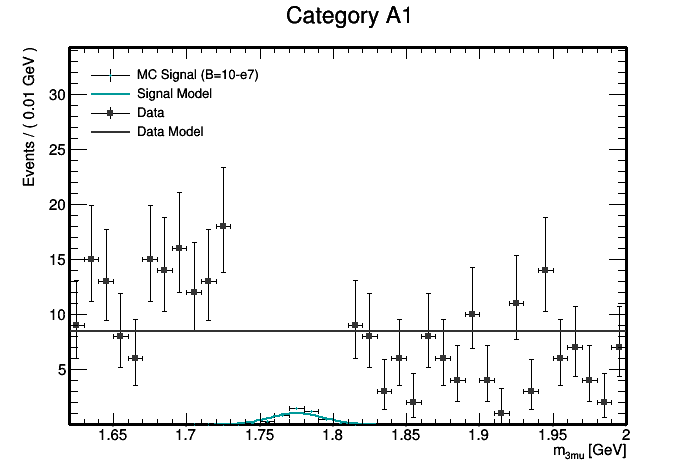 Category A1
Events / ( 0.01 GeV )
MC Signal (B=10-e7)
Signal Model
Data
Data Model
30
25
20
15
10
5
1.65 1.7 1.75 1.8 1.85 1.9 1.95 2
m3mu [GeV]